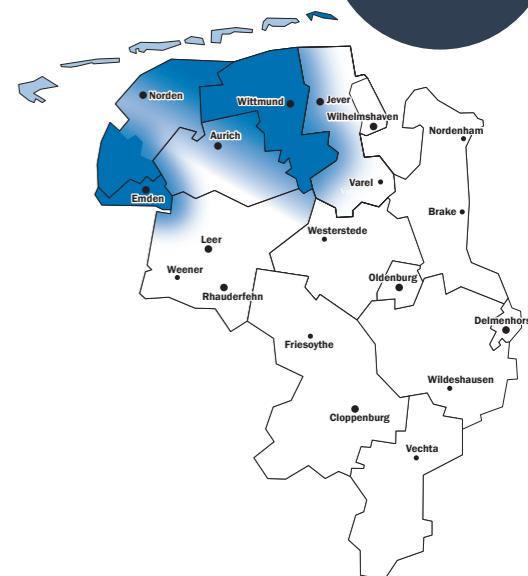 Norden
Wittmund
Jever
Wilhelmshaven
Nordenham
Aurich
Varel
Emden
Brake
Westerstede
Leer
Weener
Oldenburg
Rhauderfehn
Delmenhors
Friesoythe
Wildeshausen
Cloppenburg
Vechta